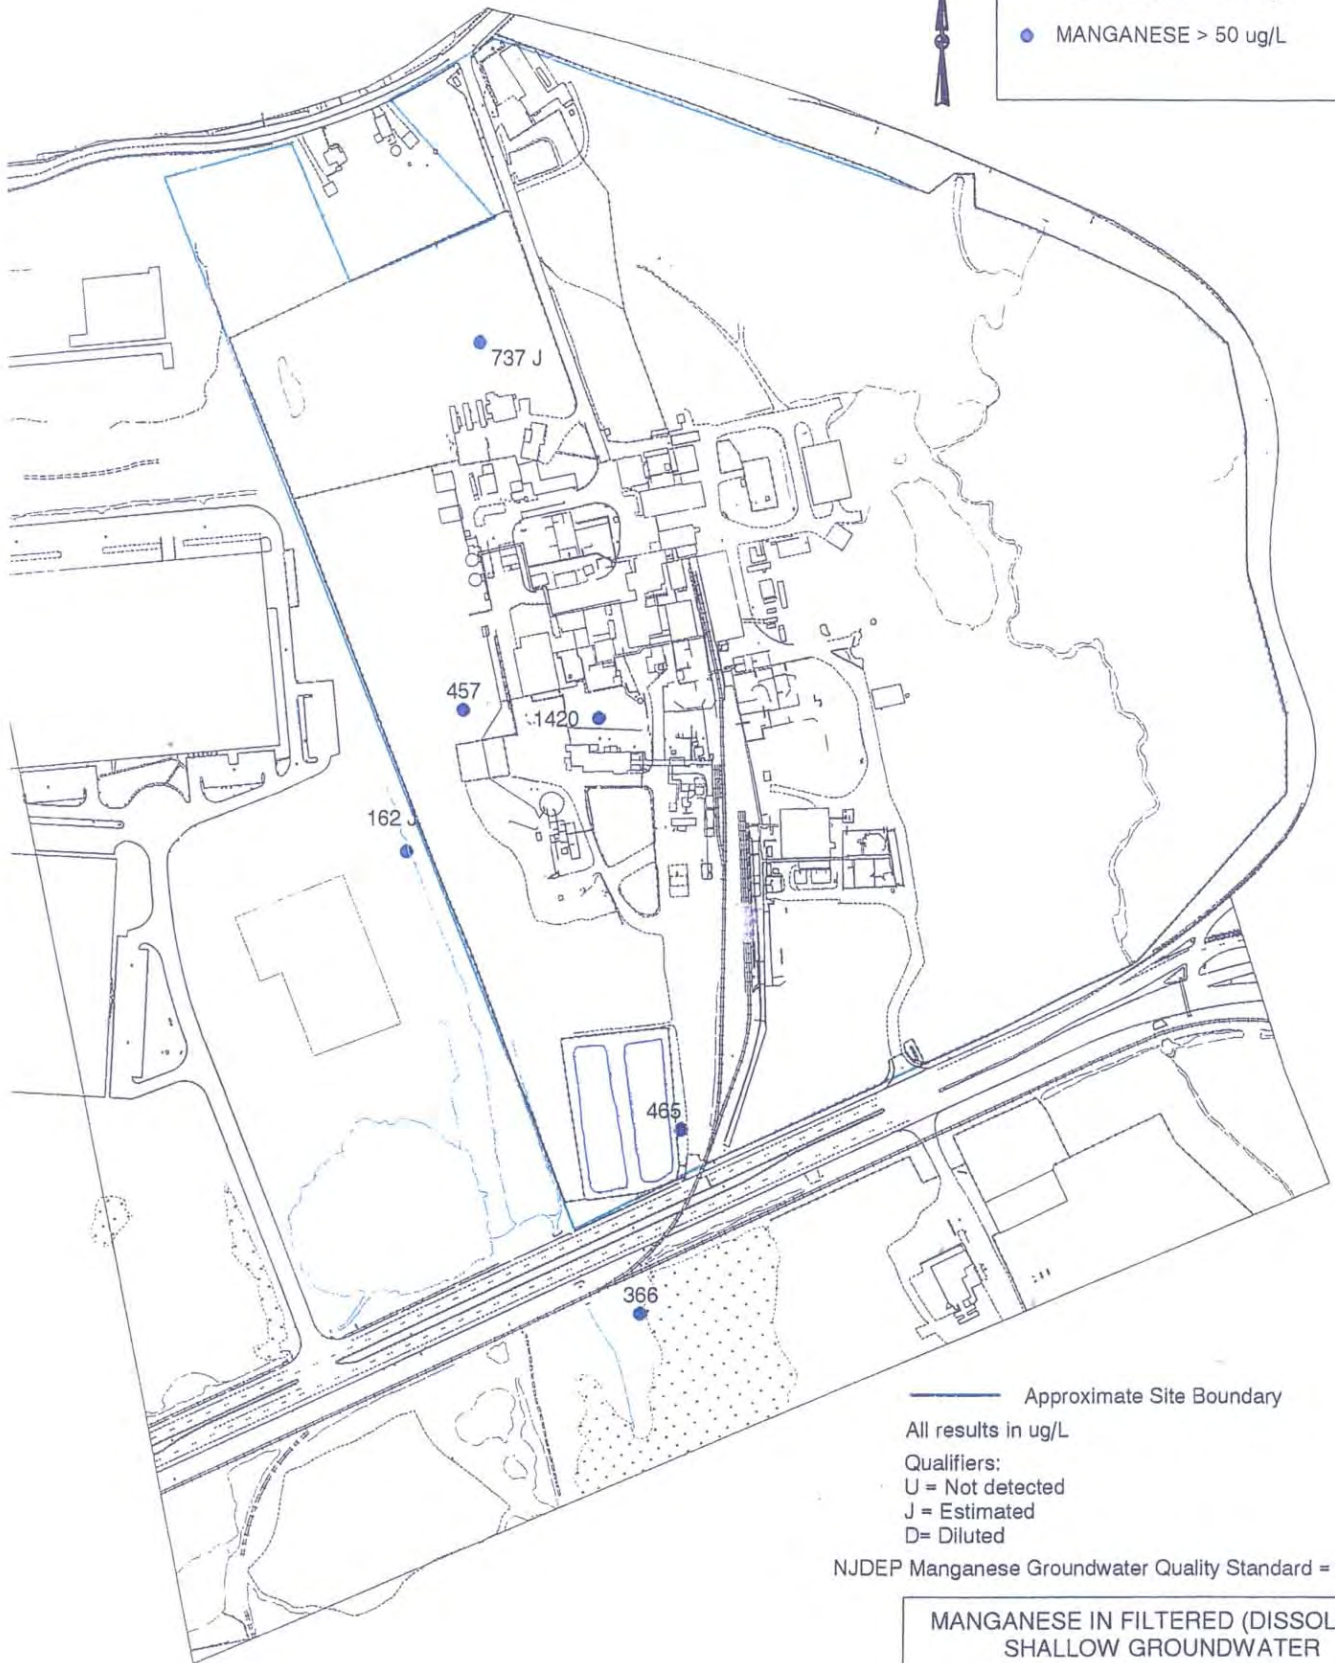 MANGANESE > 50 ug/L
737 J
457
1420
162 J
465
366
Approximate Site Boundary
All results in ug/L
Qualifiers:
U = Not detected
J = Estimated
D= Diluted
NJDEP Manganese Groundwater Quality Standard =
MANGANESE IN FILTERED (DISSOL
SHALLOW GROUNDWATER